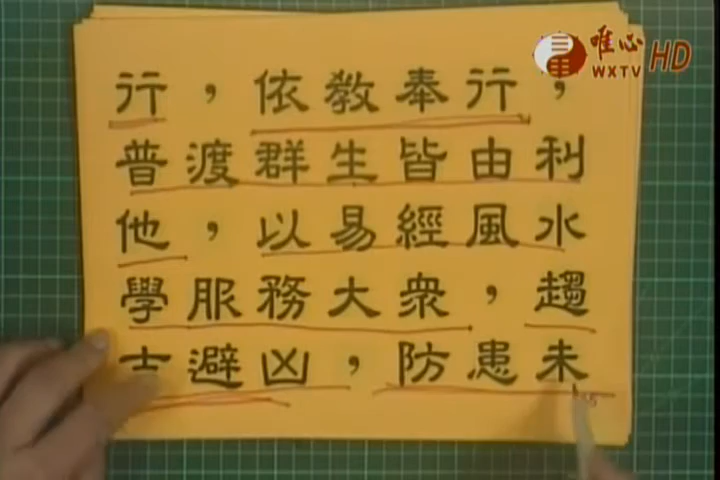 唯心
WXTV HD
行，依教奉行，
普渡群生皆由利
他，以易經風水
學服務大眾，趨
吉避凶，防患未